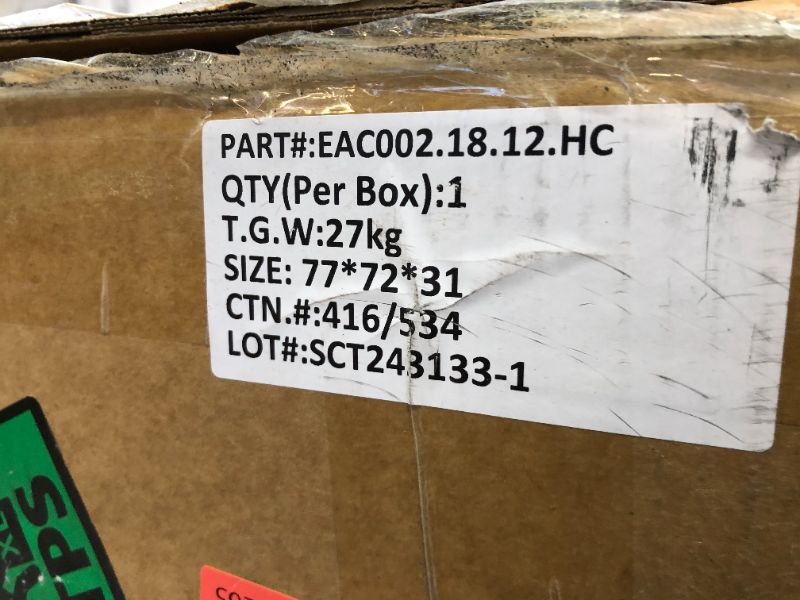 PART#:EAC002.18.12.HC
QTY(Per Box):1
T.G.W:27kg
SIZE: 77*72*31
CTN.#:416/534
LOT#:SCT243133-1